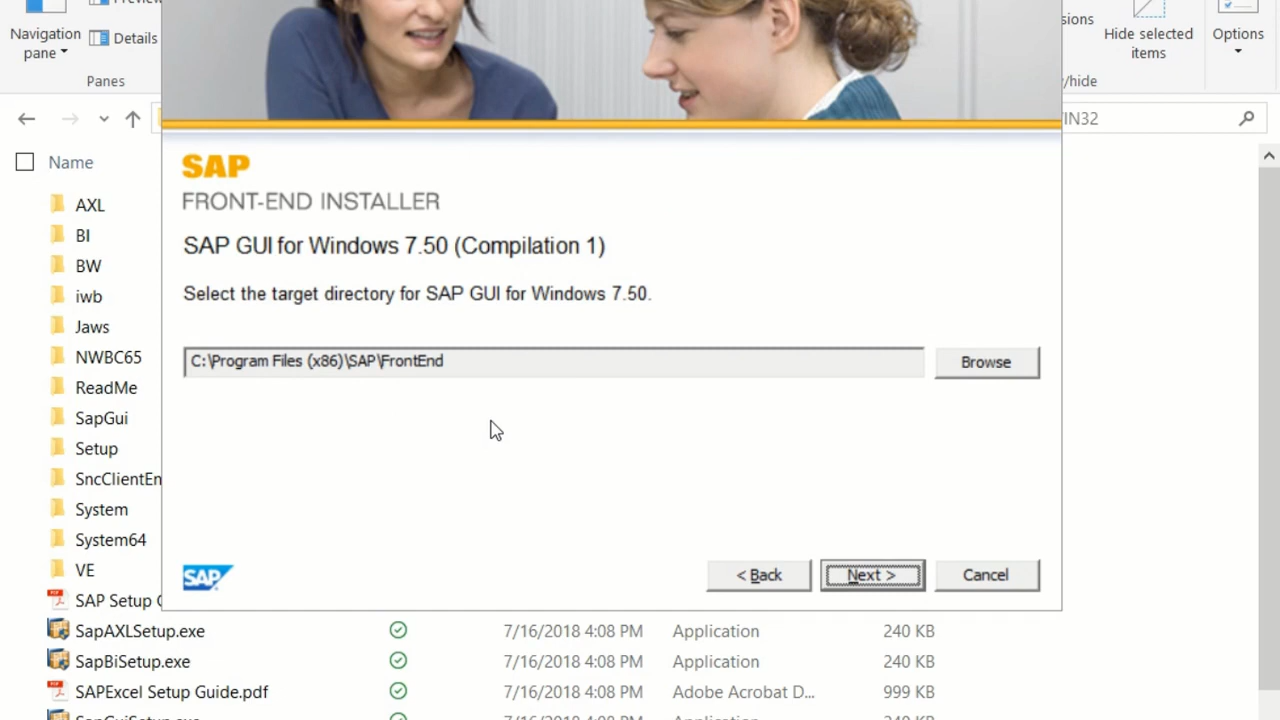 Navigation
pane
Details
Panes
Hide selected
items
Options
IN32
Name
AXL
BI
BW
iwb
Jaws
NWBC65
ReadMe
SapGui
Setup
SncClientEn
System
System64
VE
SAP Setup
SapAXLSetup.exe 7/16/2018 4:08 PM Application 240 KB
SapBiSetup.exe 7/16/2018 4:08 PM Application 240 KB
SAPExcel Setup Guide.pdf 7/16/2018 4:08 PM Adobe Acrobat D... 999 KB
SAP
FRONT-END INSTALLER
SAP GUI for Windows 7.50 (Compilation 1)
Select the target directory for SAP GUI for Windows 7.50.
C:\Program Files (x86)\SAP\FrontEnd
Browse
SAP
< Back
Next >
Cancel